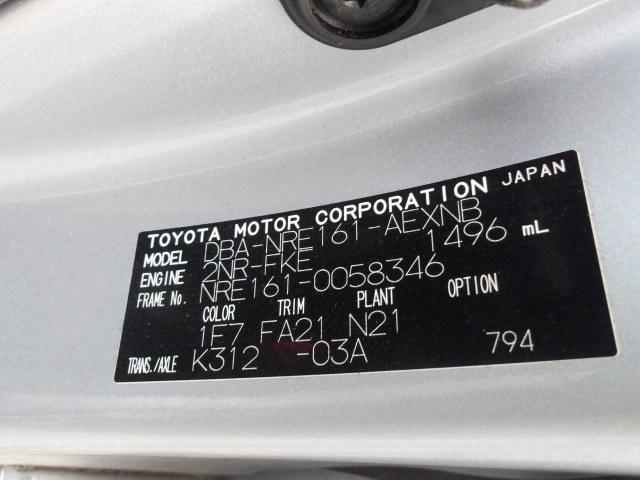 TOYOTA MOTOR CORPORATION JAPAN
MODEL DBA-NRE161-AEXNB
ENGINE 2NR-FKE 1496 mL
FRAME No. NRE161-0058346
COLOR TRIM PLANT OPTION
1F7 FA21 N21
TRANS./AXLE K312 -03A 794